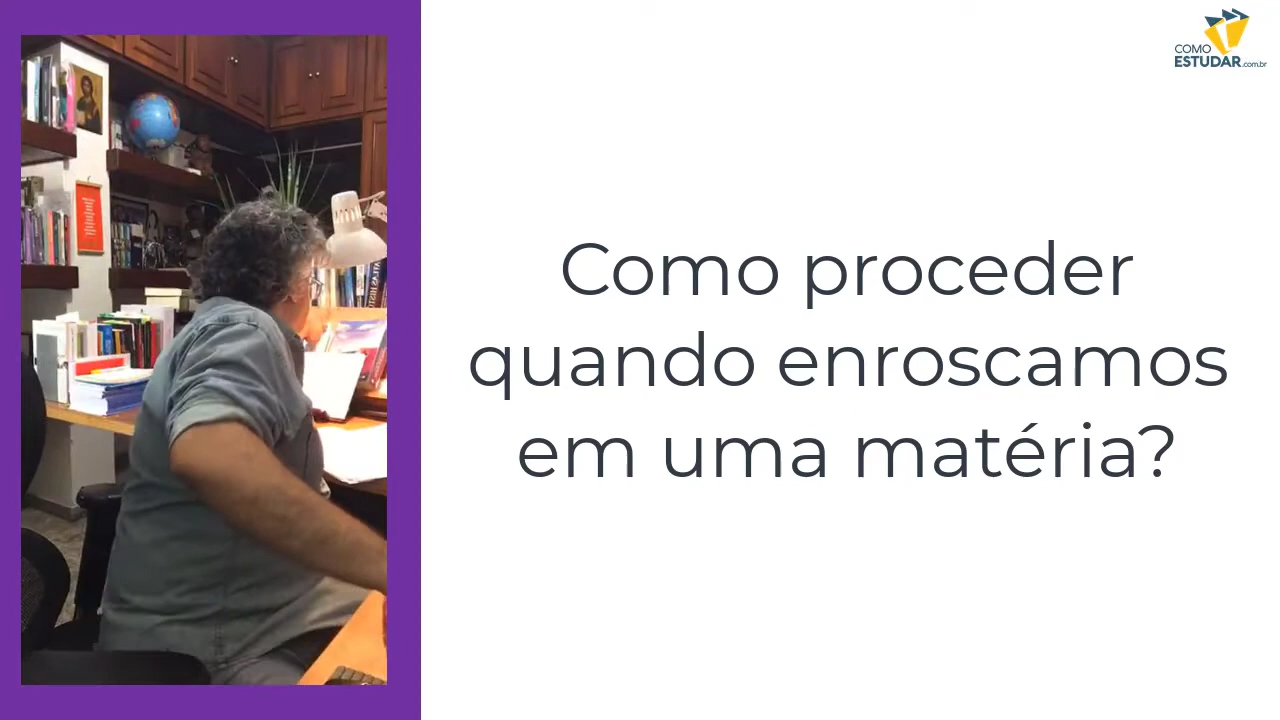 COMO
ESTUDAR.com.br
Como proceder
quando enroscamos
em uma matéria?